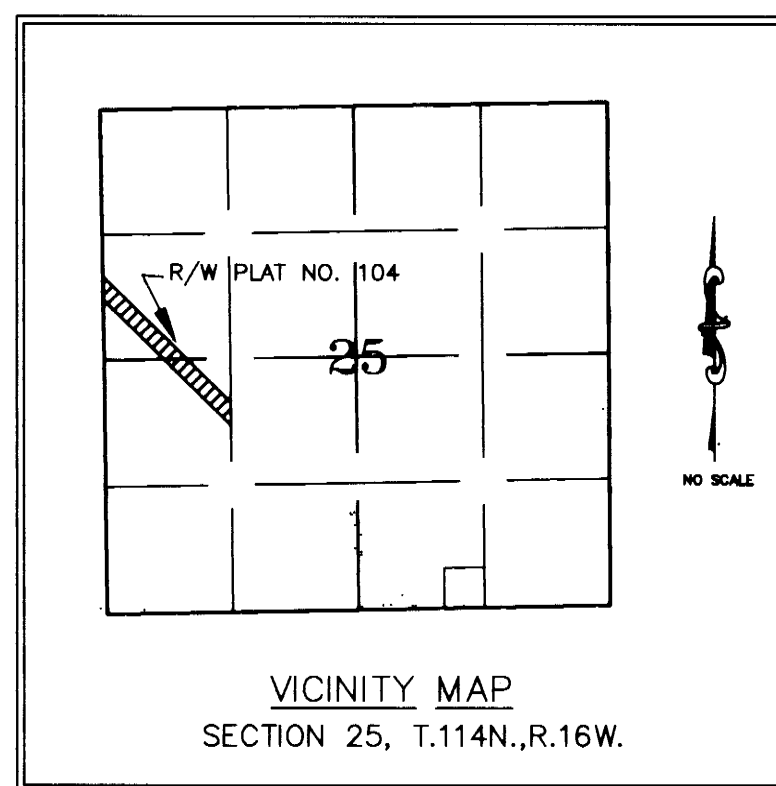 R/W PLAT NO. 104
25
NO SCALE
VICINITY MAP
SECTION 25, T.114N.,R.16W.